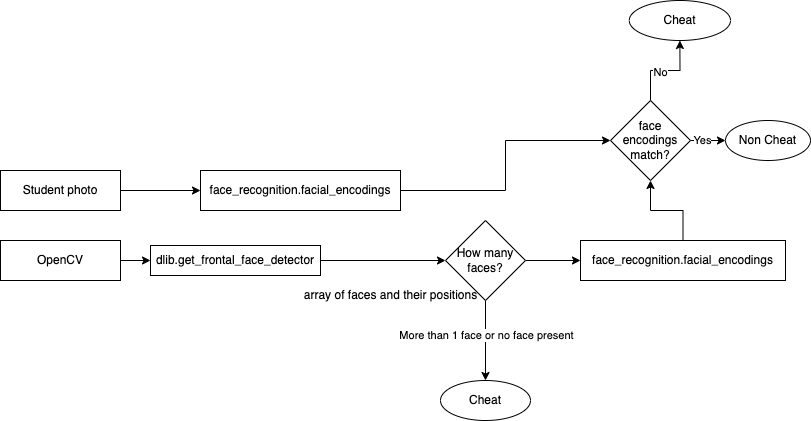 Cheat
No
face
encodings
match?
Yes
Non Cheat
Student photo
face_recognition.facial_encodings
OpenCV
dlib.get_frontal_face_detector
How many
faces?
face_recognition.facial_encodings
array of faces and their positions
More than 1 face or no face present
Cheat